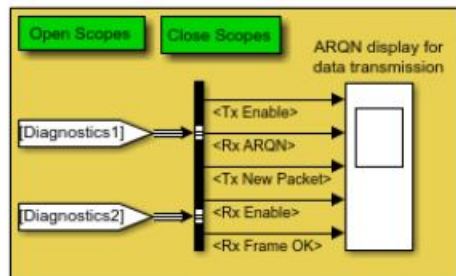 Open Scopes
Close Scopes
ARQN display for
data transmission
<Tx Enable>
[Diagnostics1]
<Rx ARQN>
<Tx New Packet>
[Diagnostics2]
<Rx Enable>
<Rx Frame OK>